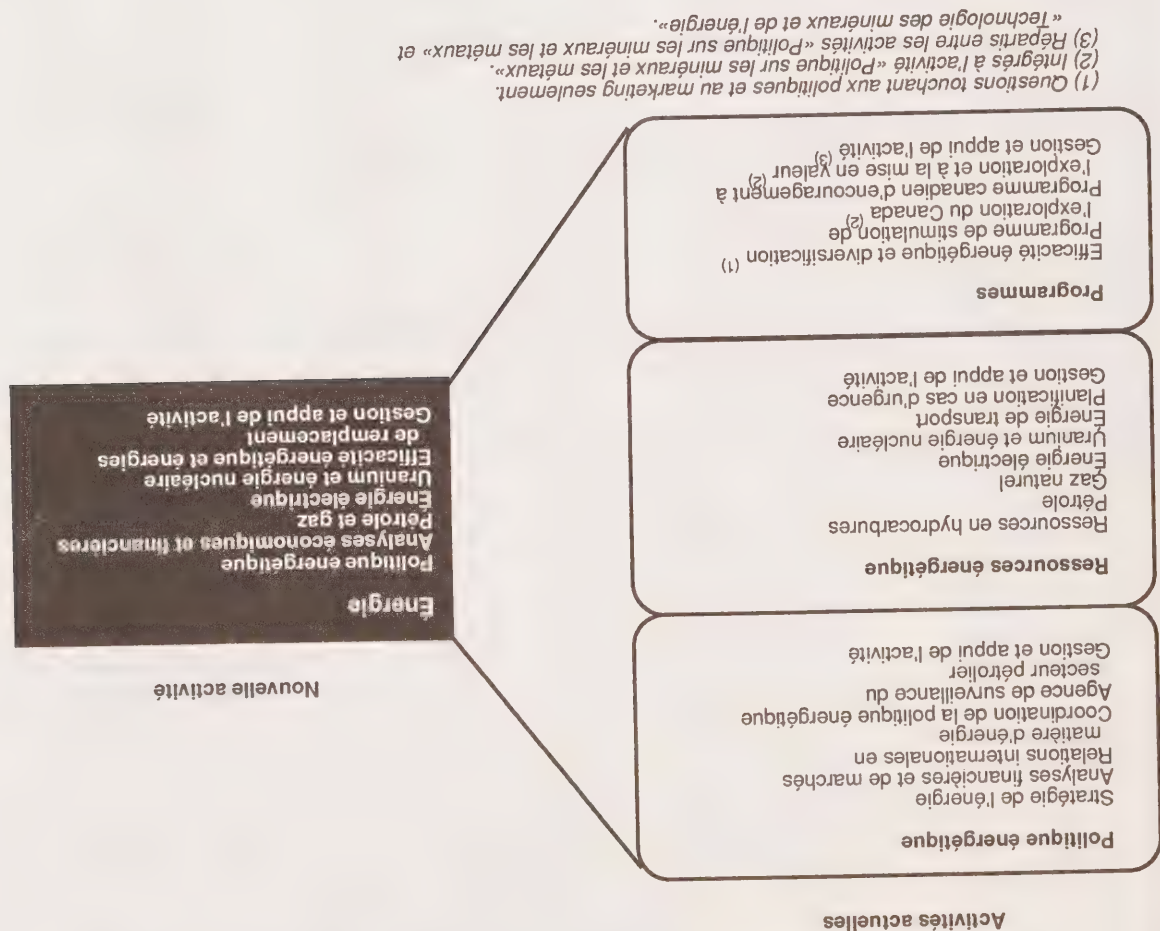 Activités actuelles
Politique énergétique
Stratégie de l'énergie
Analyses financières et de marchés
Relations internationales en
matière d'énergie
Coordination de la politique énergétique
Agence de surveillance du
secteur pétrolier
Gestion et appui de l'activité
Ressources énergétique
Ressources en hydrocarbures
Pétrole
Gaz naturel
Énergie électrique
Uranium et énergie nucléaire
Énergie de transport
Planification en cas d'urgence
Gestion et appui de l'activité
Programmes
Efficacité énergétique et diversification (1)
Programme de stimulation de
l'exploration du Canada (2)
Programme canadien d'encouragement à
l'exploration et à la mise en valeur (2)
Gestion et appui de l'activité (3)
Nouvelle activité
Énergie
Politique énergétique
Analyses économiques et financières
Pétrole et gaz
Énergie électrique
Uranium et énergie nucléaire
Efficacité énergétique et énergies
de remplacement
Gestion et appui de l'activité
(1) Questions touchant aux politiques et au marketing seulement.
(2) Intégrés à l'activité «Politique sur les minéraux et les métaux».
(3) Répartis entre les activités «Politique sur les minéraux et les métaux» et
«Technologie des minéraux et de l'énergie».